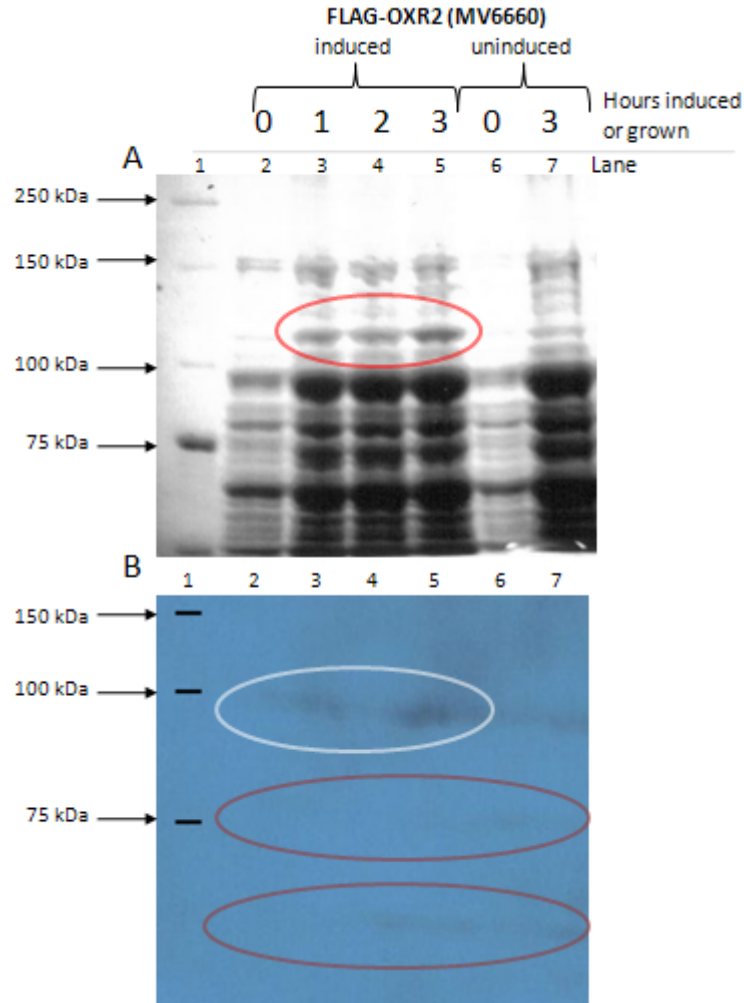 FLAG-OXR2 (MV6660)
induced uninduced
0 1 2 3 0 3 Hours induced
or grown
A 1 2 3 4 5 6 7 Lane
250 kDa
150 kDa
100 kDa
75 kDa
B 1 2 3 4 5 6 7
150 kDa
100 kDa
75 kDa